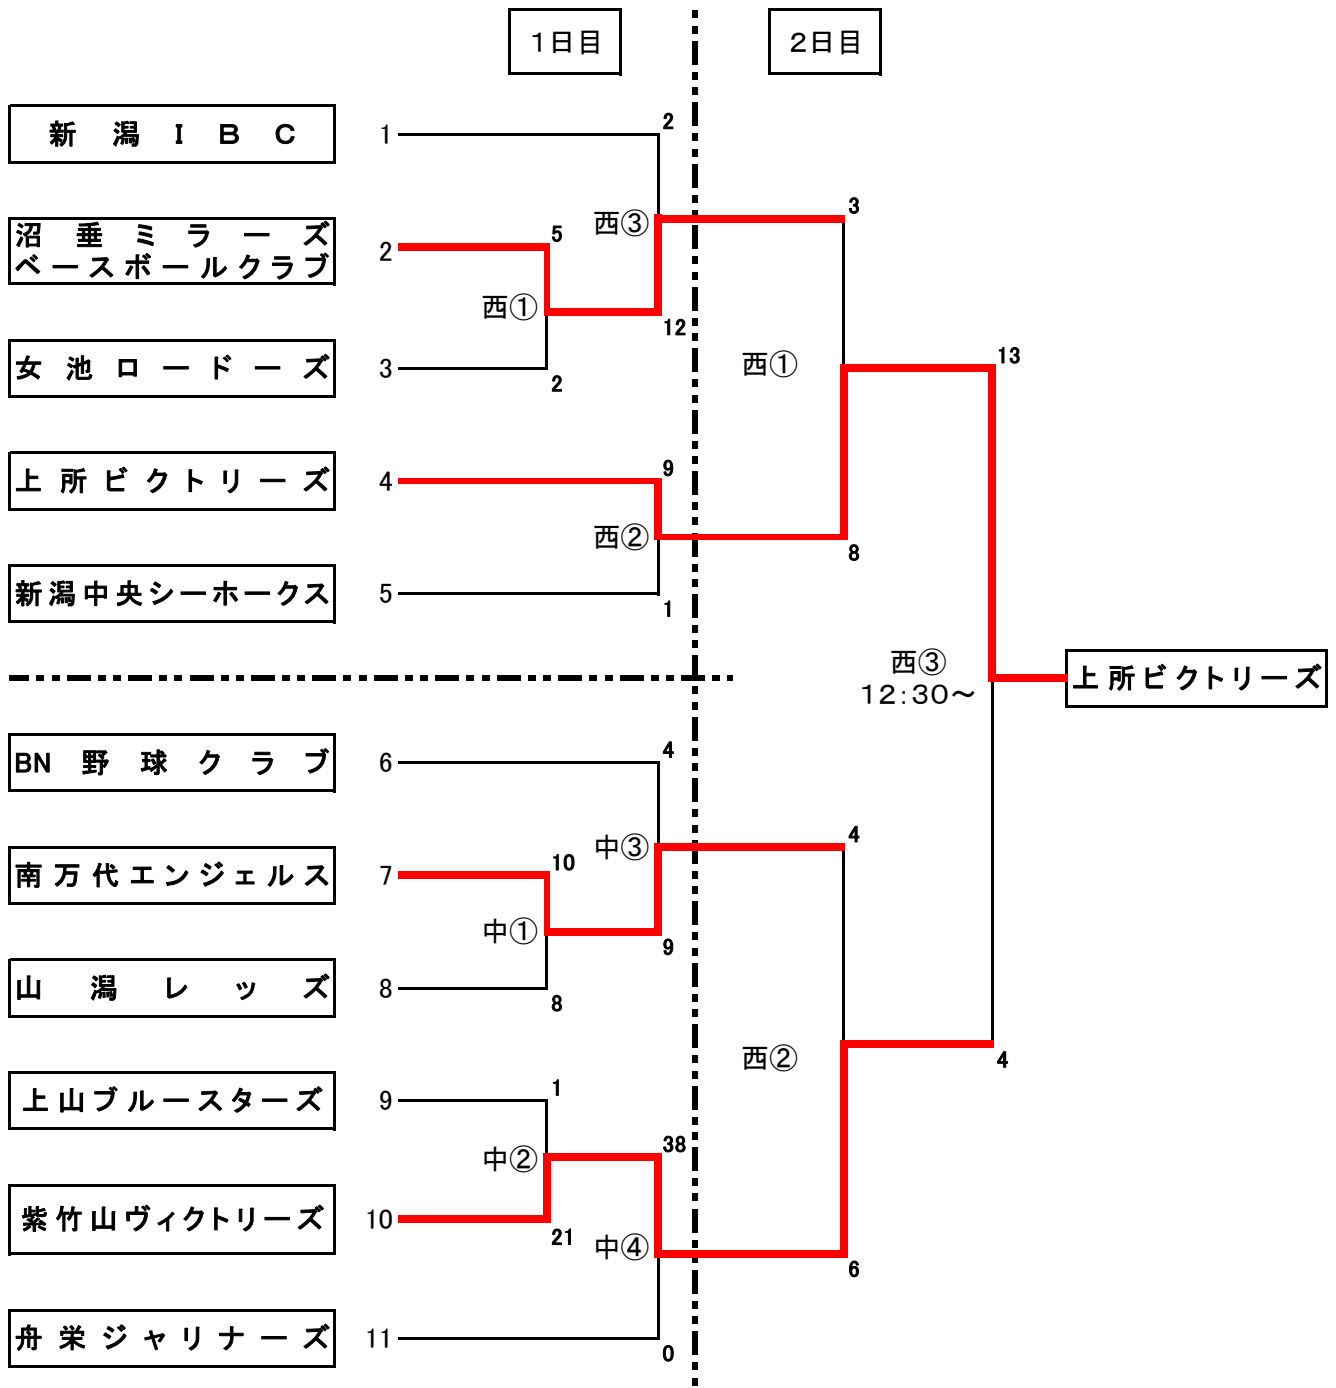 １日目
２日目
新潟ＩＢＣ
1
2
西③
3
沼垂ミラーズ
ベースボールクラブ
2
5
西①
12
女池ロードーズ
3
2
西①
13
上所ビクトリーズ
4
9
西②
8
新潟中央シーホークス
5
1
西③
12:30～
上所ビクトリーズ
BN野球クラブ
6
4
中③
4
南万代エンジェルス
7
10
中①
9
山潟レッズ
8
8
西②
4
上山ブルースターズ
9
1
中②
38
紫竹山ヴィクトリーズ
10
21
中④
6
舟栄ジャリナーズ
11
0